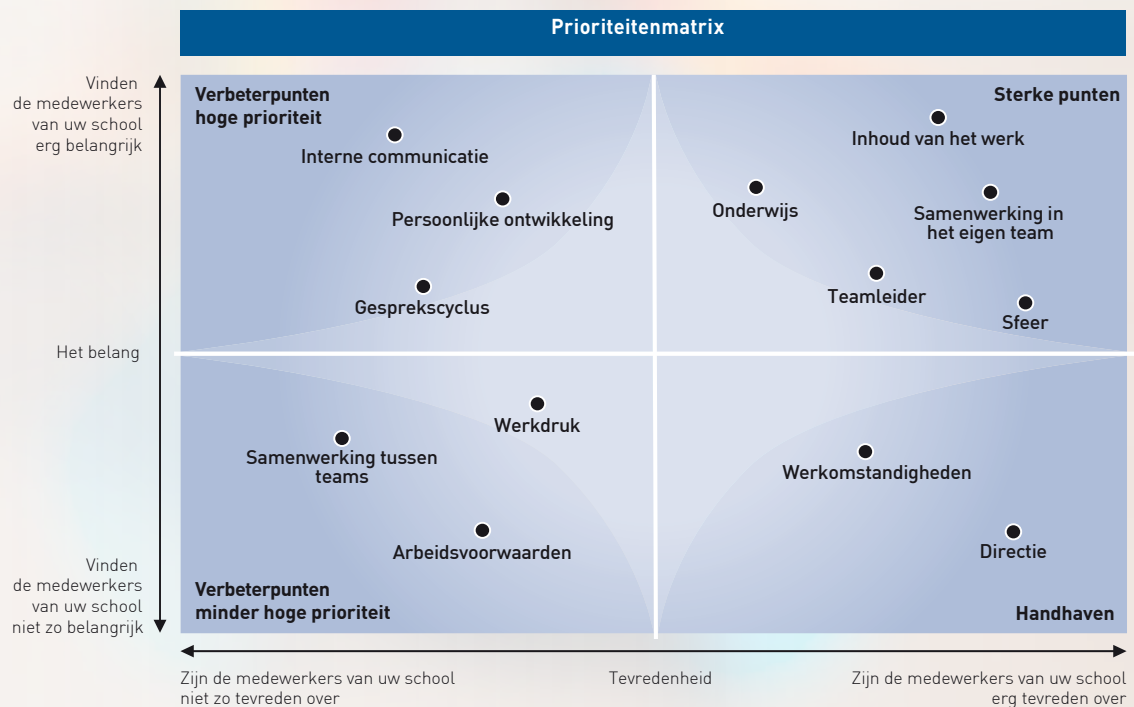 Prioriteitenmatrix
Vinden
de medewerkers
van uw school
erg belangrijk
Verbeterpunten
hoge prioriteit
Sterke punten
Interne communicatie
Inhoud van het werk
Persoonlijke ontwikkeling
Onderwijs
Samenwerking in
het eigen team
Gesprekscyclus
Teamleider
Sfeer
Het belang
Werkdruk
Samenwerking tussen
teams
Werkomstandigheden
Arbeidsvoorwaarden
Directie
Vinden
de medewerkers
van uw school
niet zo belangrijk
Verbeterpunten
minder hoge prioriteit
Handhaven
Zijn de medewerkers van uw school
niet zo tevreden over
Tevredenheid
Zijn de medewerkers van uw school
erg tevreden over